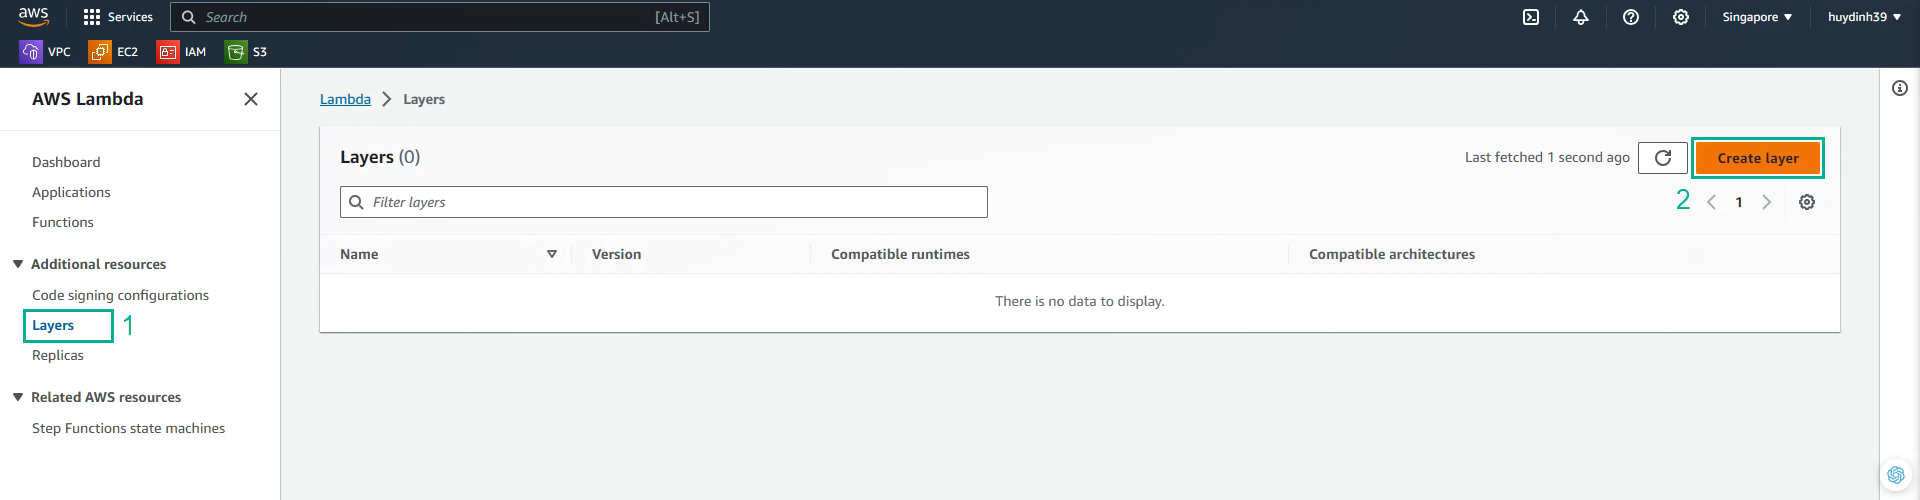 aws Services Search [Alt+S] Singapore huydinh39
VPC EC2 IAM S3
AWS Lambda
Dashboard
Applications
Functions
Additional resources
Code signing configurations
Layers 1
Replicas
Related AWS resources
Step Functions state machines
Lambda > Layers
Layers (0) Last fetched 1 second ago Create layer
Filter layers 2 1
Name Version Compatible runtimes Compatible architectures
There is no data to display.